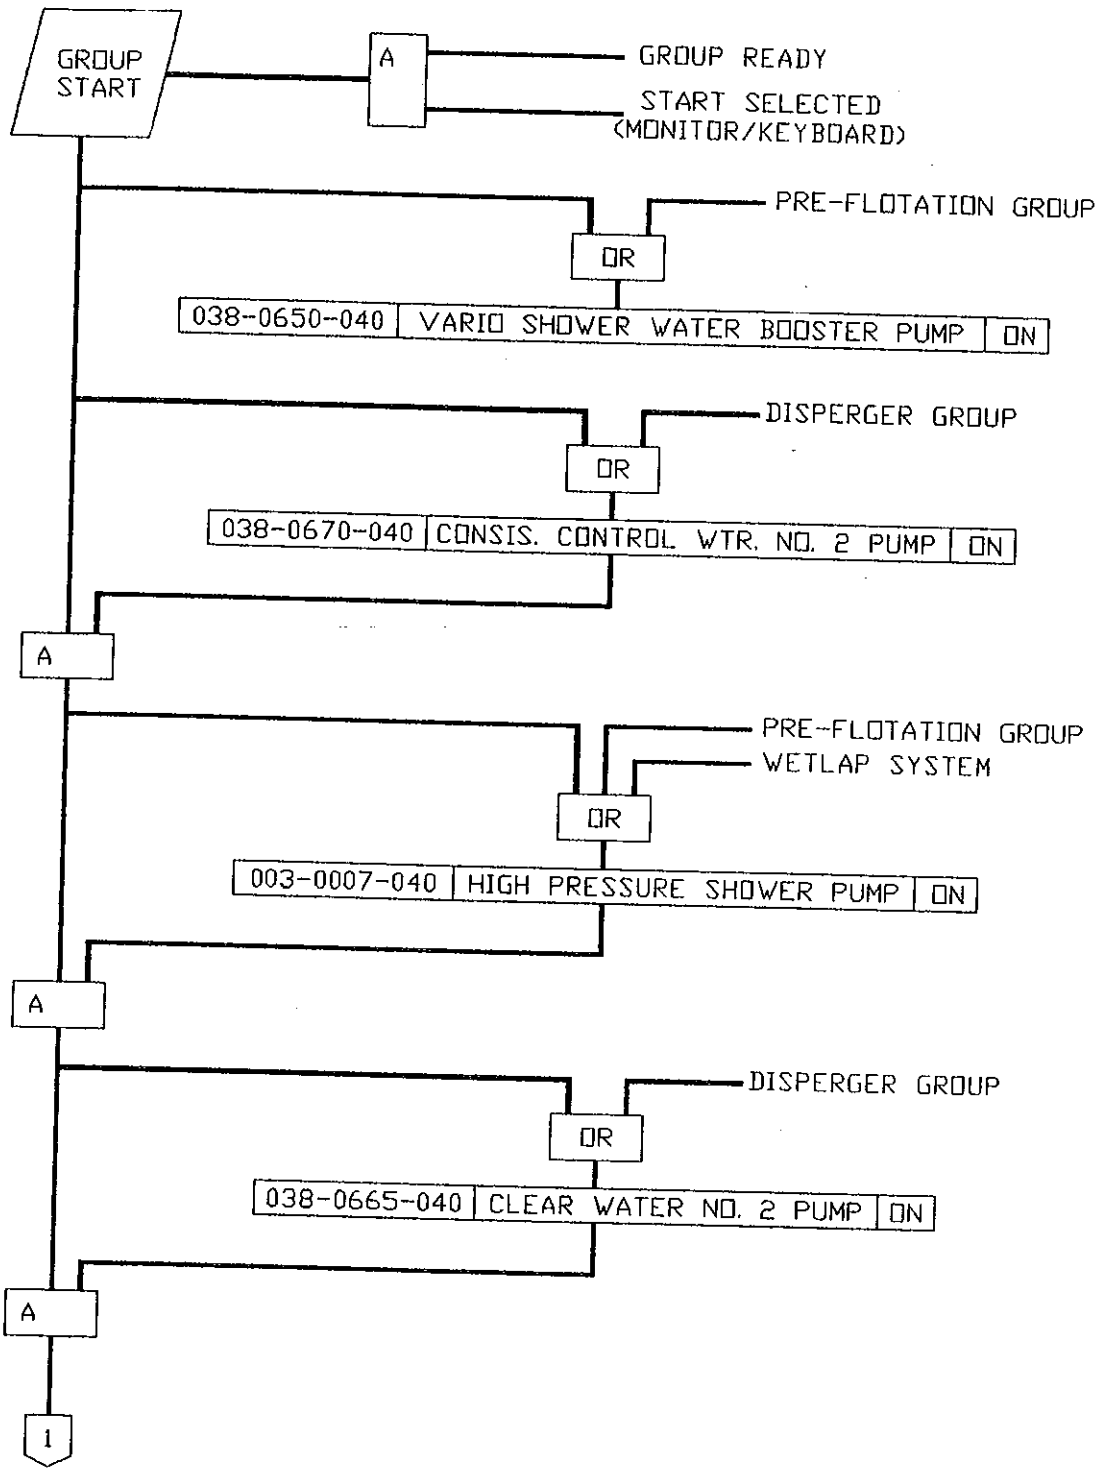 GROUP
START
A
GROUP READY
START SELECTED
(MONITOR/KEYBOARD)
PRE-FLOTATION GROUP
OR
038-0650-040 VARIO SHOWER WATER BOOSTER PUMP ON
DISPERGER GROUP
OR
038-0670-040 CONSIS. CONTROL WTR. NO. 2 PUMP ON
A
PRE-FLOTATION GROUP
WETLAP SYSTEM
OR
003-0007-040 HIGH PRESSURE SHOWER PUMP ON
A
DISPERGER GROUP
OR
038-0665-040 CLEAR WATER NO. 2 PUMP ON
A
1